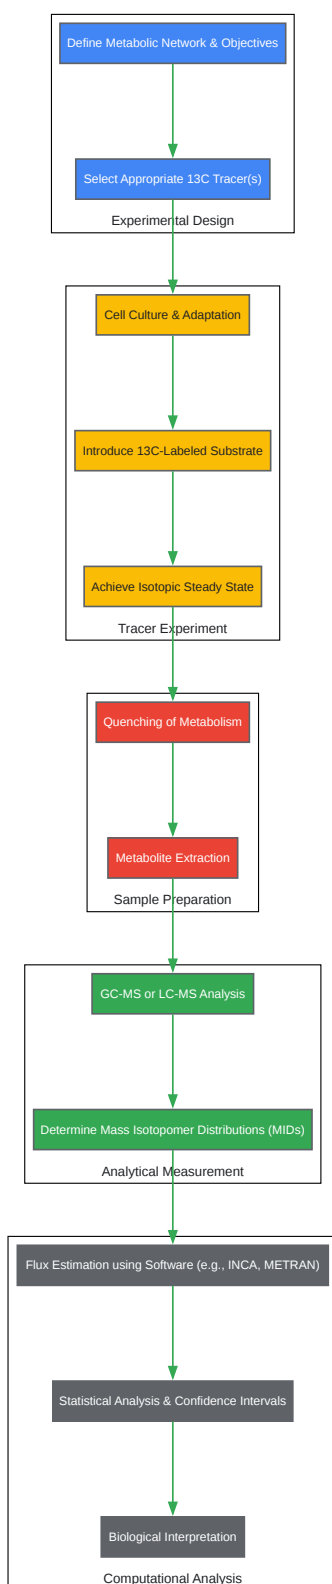 Define Metabolic Network & Objectives
Select Appropriate 13C Tracer(s)
Experimental Design
Cell Culture & Adaptation
Introduce 13C-Labeled Substrate
Achieve Isotopic Steady State
Tracer Experiment
Quenching of Metabolism
Metabolite Extraction
Sample Preparation
GC-MS or LC-MS Analysis
Determine Mass Isotopomer Distributions (MIDs)
Analytical Measurement
Flux Estimation using Software (e.g., INCA, METRAN)
Statistical Analysis & Confidence Intervals
Biological Interpretation
Computational Analysis